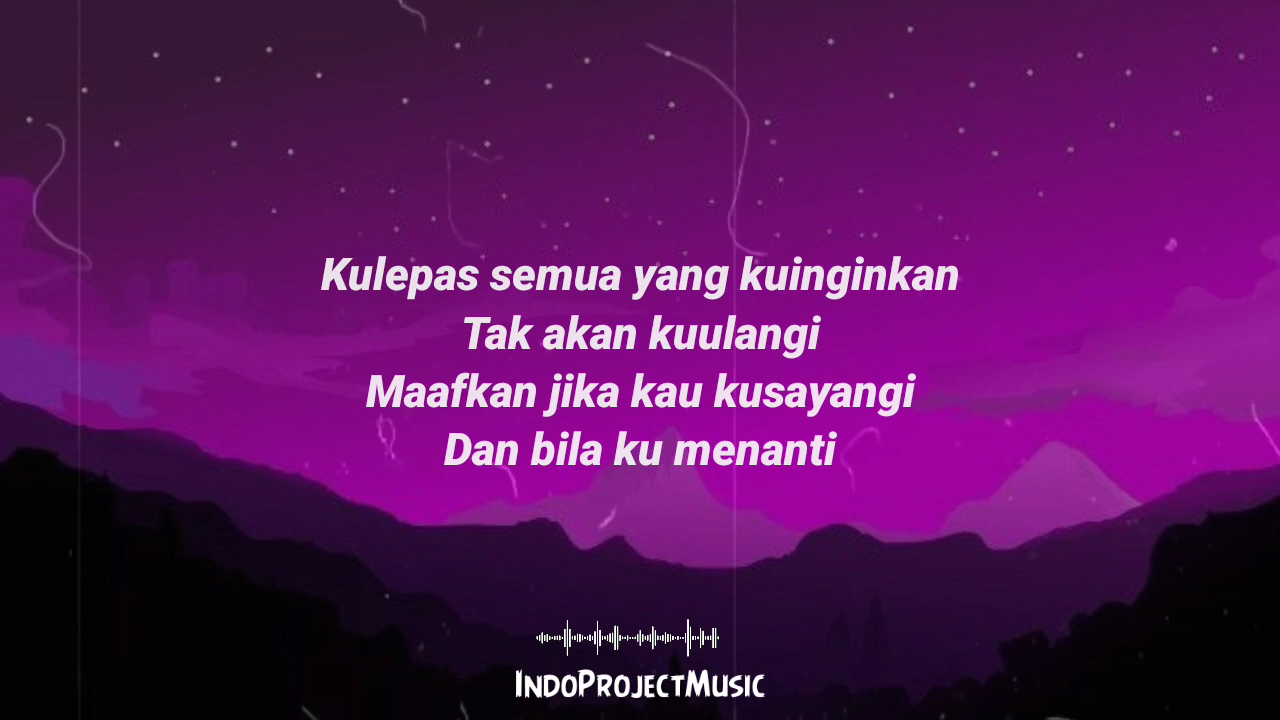 Kulepas semua yang kuinginkan
Tak akan kuulangi
Maafkan jika kau kusayangi
Dan bila ku menanti
IndoProjectMusic